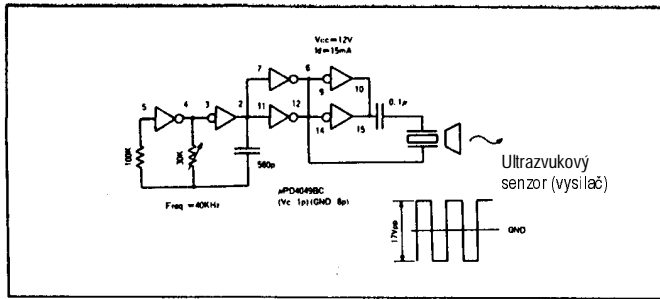 Vcc=12V
Id=15mA
7
6
9
10
5
4
3
2
11
12
14
15
0.1μ
100K
30K
560p
Freq =40KHz
μPD4049BC
(Vc 1p)(GND 8p)
Ultrazvukový
senzor (vysilač)
17Vpp
GND